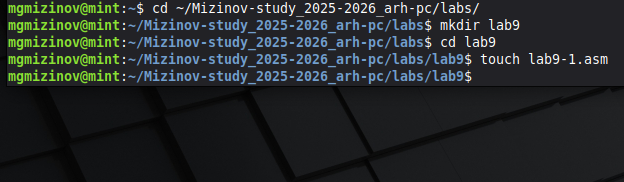 mgmizinov@mint:~$ cd ~/Mizinov-study_2025-2026_arh-pc/labs/
mgmizinov@mint:~/Mizinov-study_2025-2026_arh-pc/labs$ mkdir lab9
mgmizinov@mint:~/Mizinov-study_2025-2026_arh-pc/labs$ cd lab9
mgmizinov@mint:~/Mizinov-study_2025-2026_arh-pc/labs/lab9$ touch lab9-1.asm
mgmizinov@mint:~/Mizinov-study_2025-2026_arh-pc/labs/lab9$